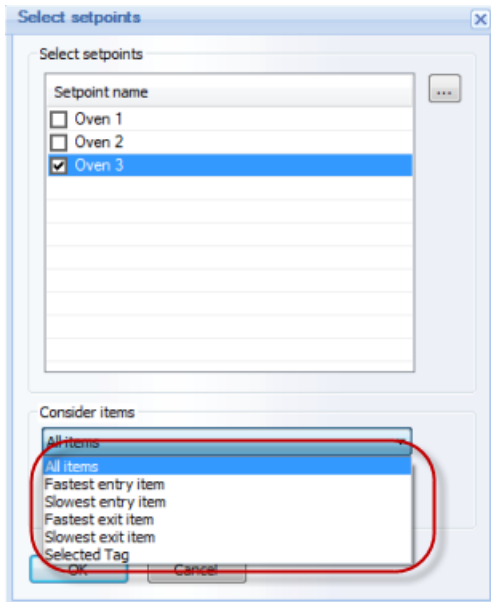 Select setpoints
Select setpoints
...
Setpoint name
Oven 1
Oven 2
Oven 3
Consider items
All items
All items
Fastest entry item
Slowest entry item
Fastest exit item
Slowest exit item
Selected Tag
OK
Cancel